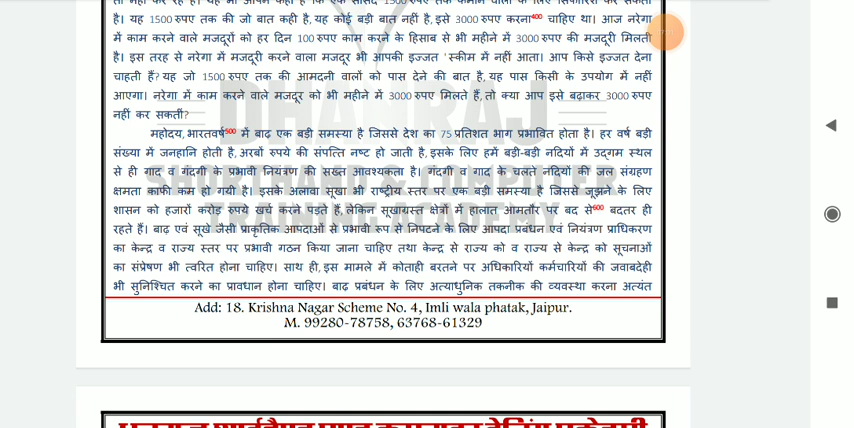 है। यह 1500 रुपए तक की जो बात कही है, यह कोई बड़ी बात नहीं है, इसे 3000 रुपए करना400 चाहिए था। आज नरेगा
में काम करने वाले मजदूरों को हर दिन 100 रुपए काम करने के हिसाब से भी महीने में 3000 रुपए की मजदूरी मिलती
है। इस तरह से नरेगा में मजदूरी करने वाला मजदूर भी आपकी इज्जत 'स्कीम में नहीं आता। आप किसे इज्जत देना
चाहती हैं? यह जो 1500 रुपए तक की आमदनी वालों को पास देने की बात है, यह पास किसी के उपयोग में नहीं
आएगा। नरेगा में काम करने वाले मजदूर को भी महीने में 3000 रुपए मिलते हैं, तो क्या आप इसे बढ़ाकर 3000 रुपए
नहीं कर सकतीं?
महोदय, भारतवर्ष500 में बाढ़ एक बड़ी समस्या है जिससे देश का 75 प्रतिशत भाग प्रभावित होता है। हर वर्ष बड़ी
संख्या में जनहानि होती है, अरबों रुपये की संपत्ति नष्ट हो जाती है, इसके लिए हमें बड़ी-बड़ी नदियों में उद्गम स्थल
से ही गाद व गंदगी के प्रभावी नियंत्रण की सख्त आवश्यकता है। गंदगी व गाद के चलते नदियों की जल संग्रहण
क्षमता काफी कम हो गयी है। इसके अलावा सूखा भी राष्ट्रीय स्तर पर एक बड़ी समस्या है जिससे जूझने के लिए
शासन को हजारों करोड़ रुपये खर्च करने पड़ते हैं, लेकिन सूखाग्रस्त क्षेत्रों में हालात आमतौर पर बद से600 बदतर ही
रहते हैं। बाढ़ एवं सूखे जैसी प्राकृतिक आपदाओं से प्रभावी रूप से निपटने के लिए आपदा प्रबंधन एवं नियंत्रण प्राधिकरण
का केन्द्र व राज्य स्तर पर प्रभावी गठन किया जाना चाहिए तथा केन्द्र से राज्य को व राज्य से केन्द्र को सूचनाओं
का संप्रेषण भी त्वरित होना चाहिए। साथ ही, इस मामले में कोताही बरतने पर अधिकारियों कर्मचारियों की जवाबदेही
भी सुनिश्चित करने का प्रावधान होना चाहिए। बाढ़ प्रबंधन के लिए अत्याधुनिक तकनीक की व्यवस्था करना अत्यंत
DHANRAJ
SHORTHAND & COMPUTER
TRAINING ACADEMY
Add: 18. Krishna Nagar Scheme No. 4, Imli wala phatak, Jaipur.
M. 99280-78758, 63768-61329